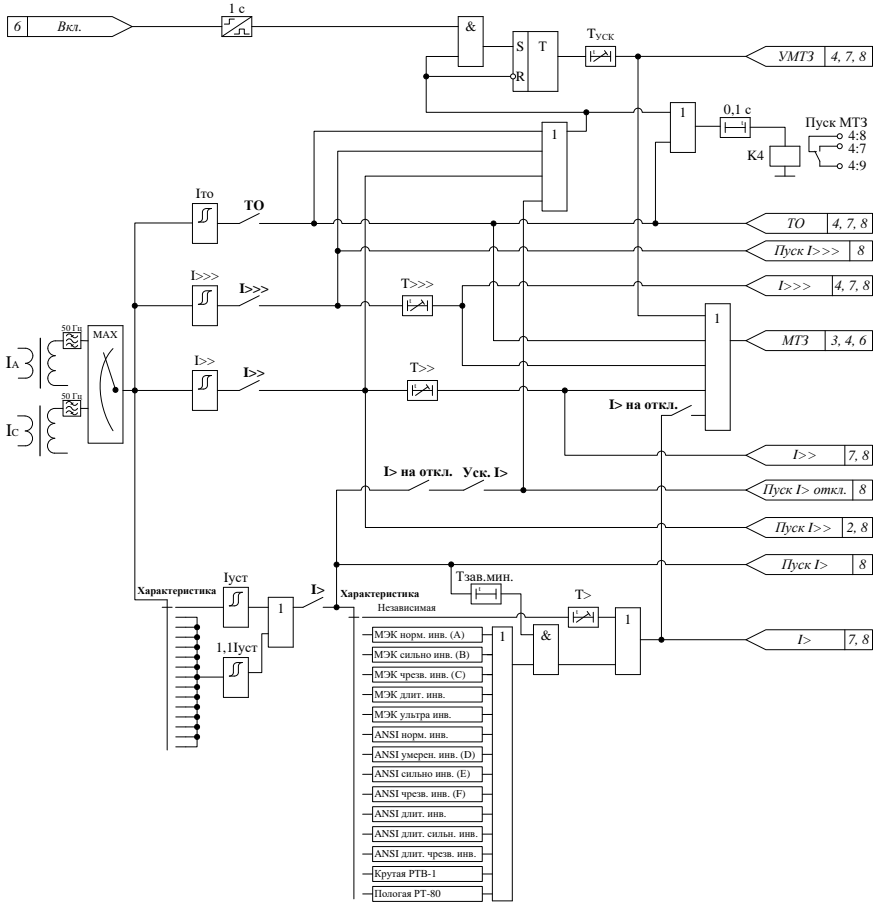 1 с
6 Вкл.
&
S T
R
Tуск
УМТЗ 4, 7, 8
1
1
0,1 с
K4
Пуск МТЗ
4:8
4:7
4:9
Iто
ТО
ТО 4, 7, 8
Пуск I>>> 8
I>>>
I>>>
T>>>
I>>> 4, 7, 8
1
50 Гц
MAX
IА
МТЗ 3, 4, 6
I>>
I>>
T>>
50 Гц
IС
I> на откл.
I>> 7, 8
I> на откл. Уск. I>
Пуск I> откл. 8
Пуск I>> 2, 8
Пуск I> 8
Характеристика
Iуст
1
I>
Характеристика
Независимая
Tзав.мин.
T>
1
1,1Iуст
&
1
I> 7, 8
МЭК норм. инв. (A)
МЭК сильно инв. (B)
МЭК чрезв. инв. (C)
МЭК длит. инв.
МЭК ультра инв.
ANSI норм. инв.
ANSI умерен. инв. (D)
ANSI сильно инв. (E)
ANSI чрезв. инв. (F)
ANSI длит. инв.
ANSI длит. сильн. инв.
ANSI длит. чрезв. инв.
Крутая РТВ-1
Пологая РТ-80